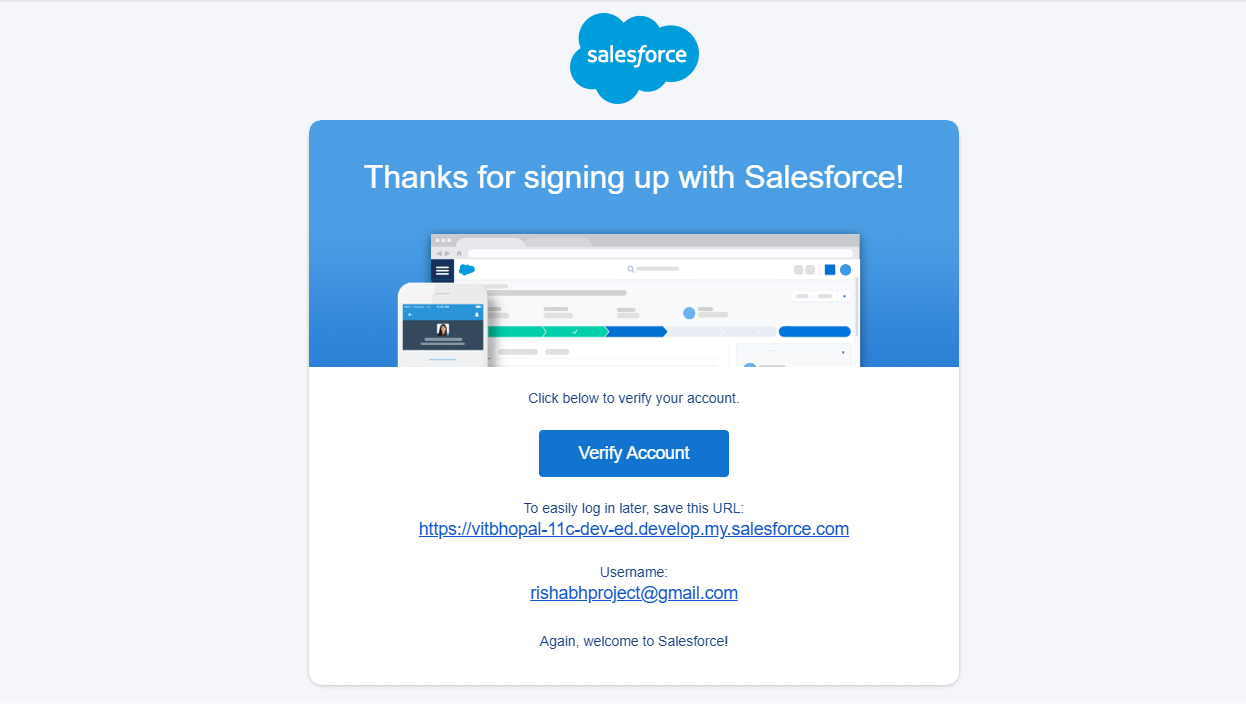 salesforce
Thanks for signing up with Salesforce!
Click below to verify your account.
Verify Account
To easily log in later, save this URL:
https://vitbhopal-11c-dev-ed.develop.my.salesforce.com
Username:
rishabhproject@gmail.com
Again, welcome to Salesforce!